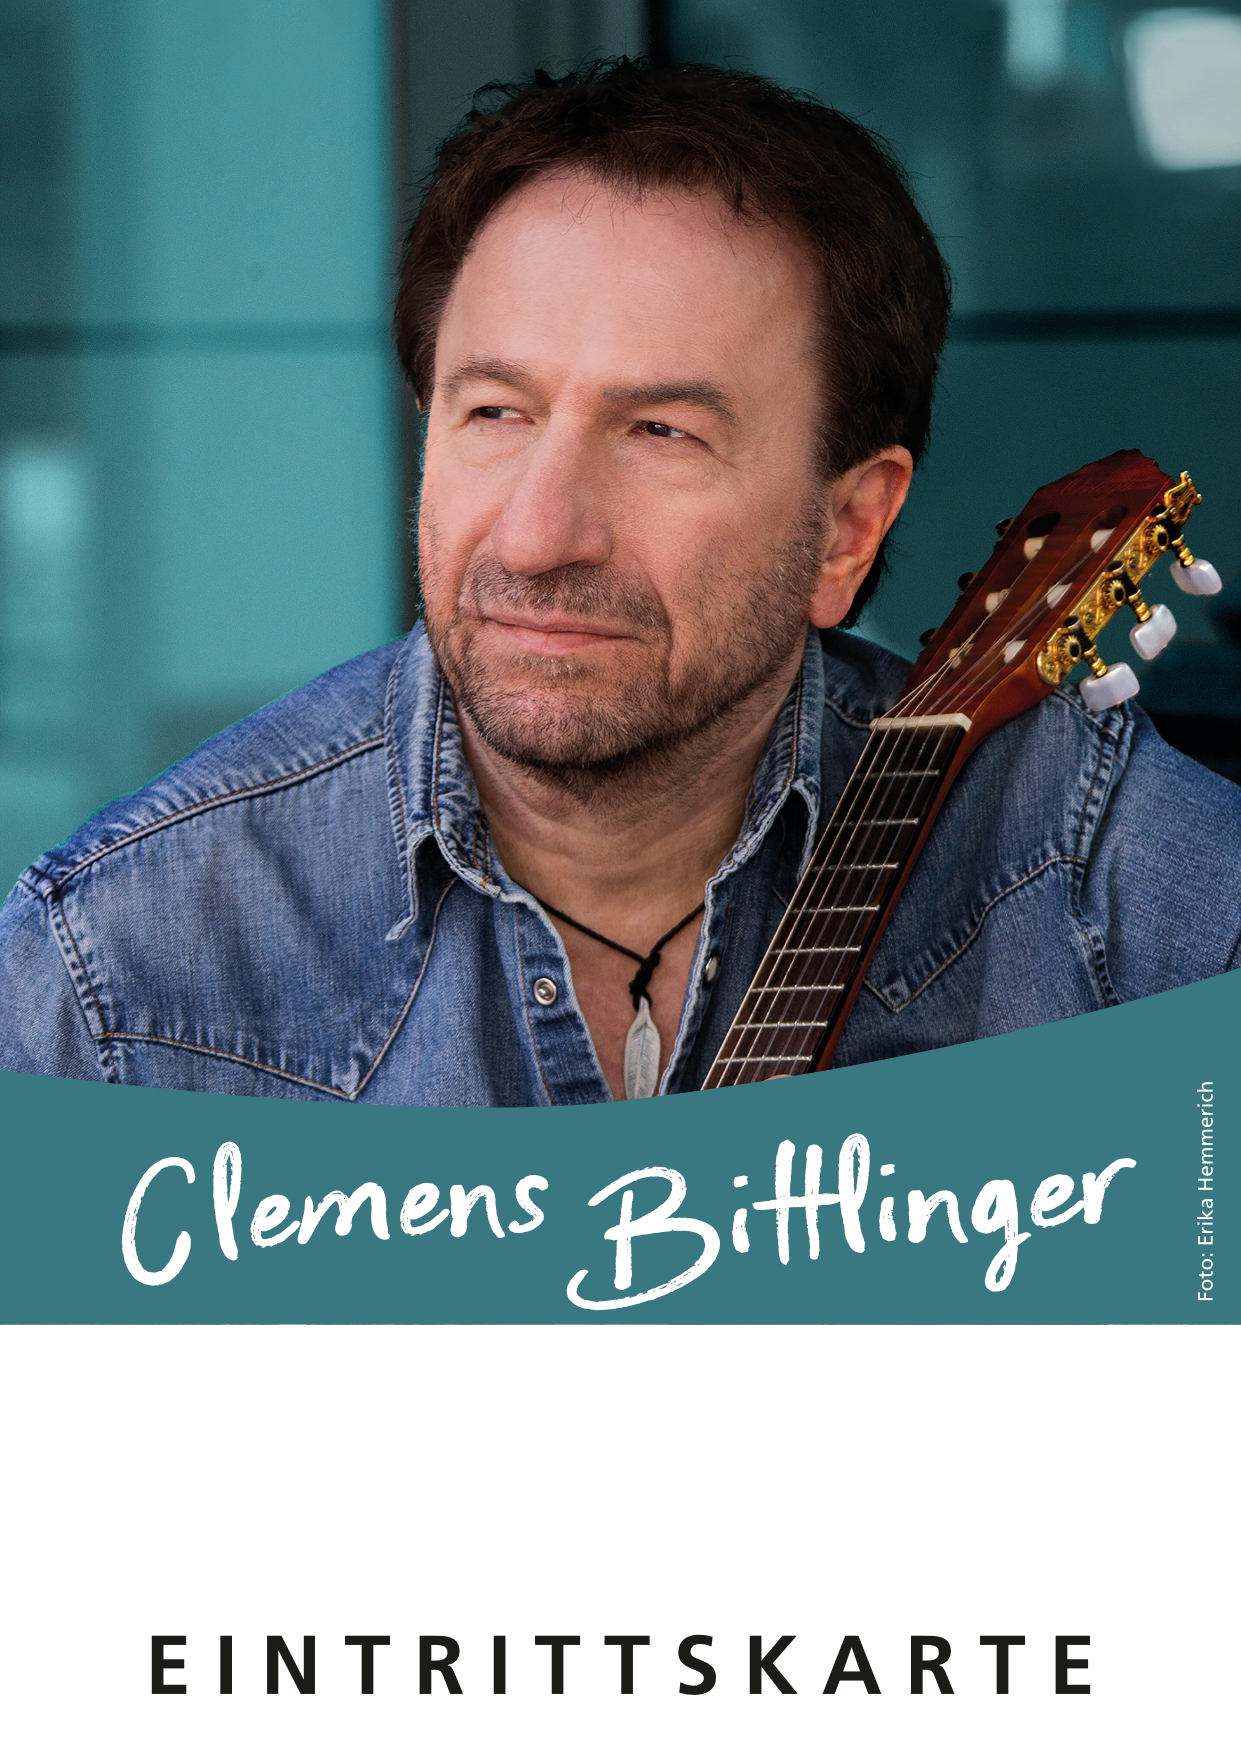 Clemens Bittlinger
Foto: Erika Hemmerich
EINTRITTSKARTE